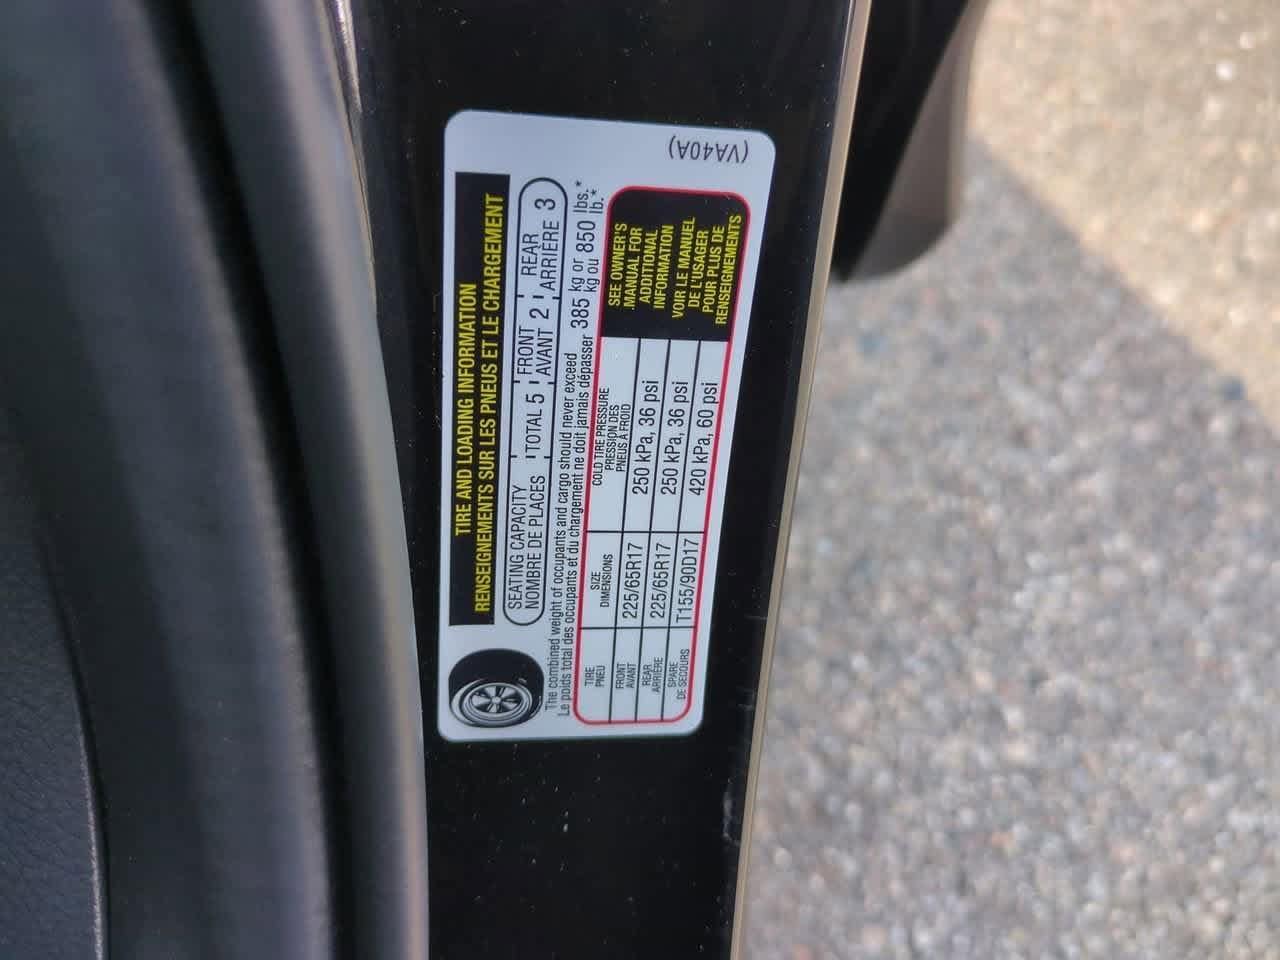 TIRE AND LOADING INFORMATION
RENSEIGNEMENTS SUR LES PNEUS ET LE CHARGEMENT
SEATING CAPACITY TOTAL 5 FRONT 2 REAR 3
NOMBRE DE PLACES AVANT ARRIÈRE
The combined weight of occupants and cargo should never exceed 385 kg or 850 lbs.*
Le poids total des occupants et du chargement ne doit jamais dépasser kg ou lb.*
TIRE SIZE COLD TIRE PRESSURE
PNEU DIMENSIONS PRESSION DES
PNEUS À FROID
FRONT 225/65R17 250 kPa, 36 psi
AVANT
REAR 225/65R17 250 kPa, 36 psi
ARRIÈRE
SPARE T155/90D17 420 kPa, 60 psi
DE SECOURS
SEE OWNER'S
MANUAL FOR
ADDITIONAL
INFORMATION
VOIR LE MANUEL
DE L'USAGER
POUR PLUS DE
RENSEIGNEMENTS
(VA40A)